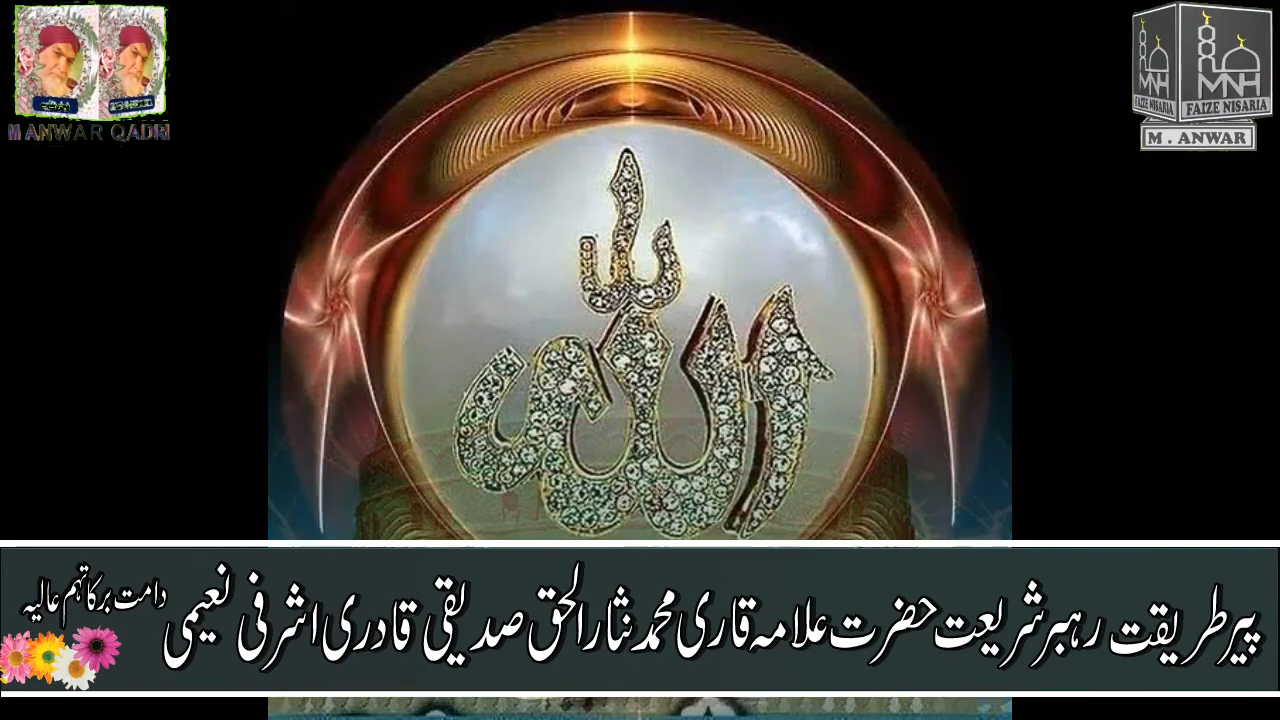 M ANWAR QADRI
MNH
MNH
FAIZE NISARIA
FAIZE NISARIA
M . ANWAR
الله
پیر طریقت رہبر شریعت حضرت علامہ قاری محمد نثار الحق صدیقی قادری اشرفی نعیمی دامت برکاتہم عالیہ